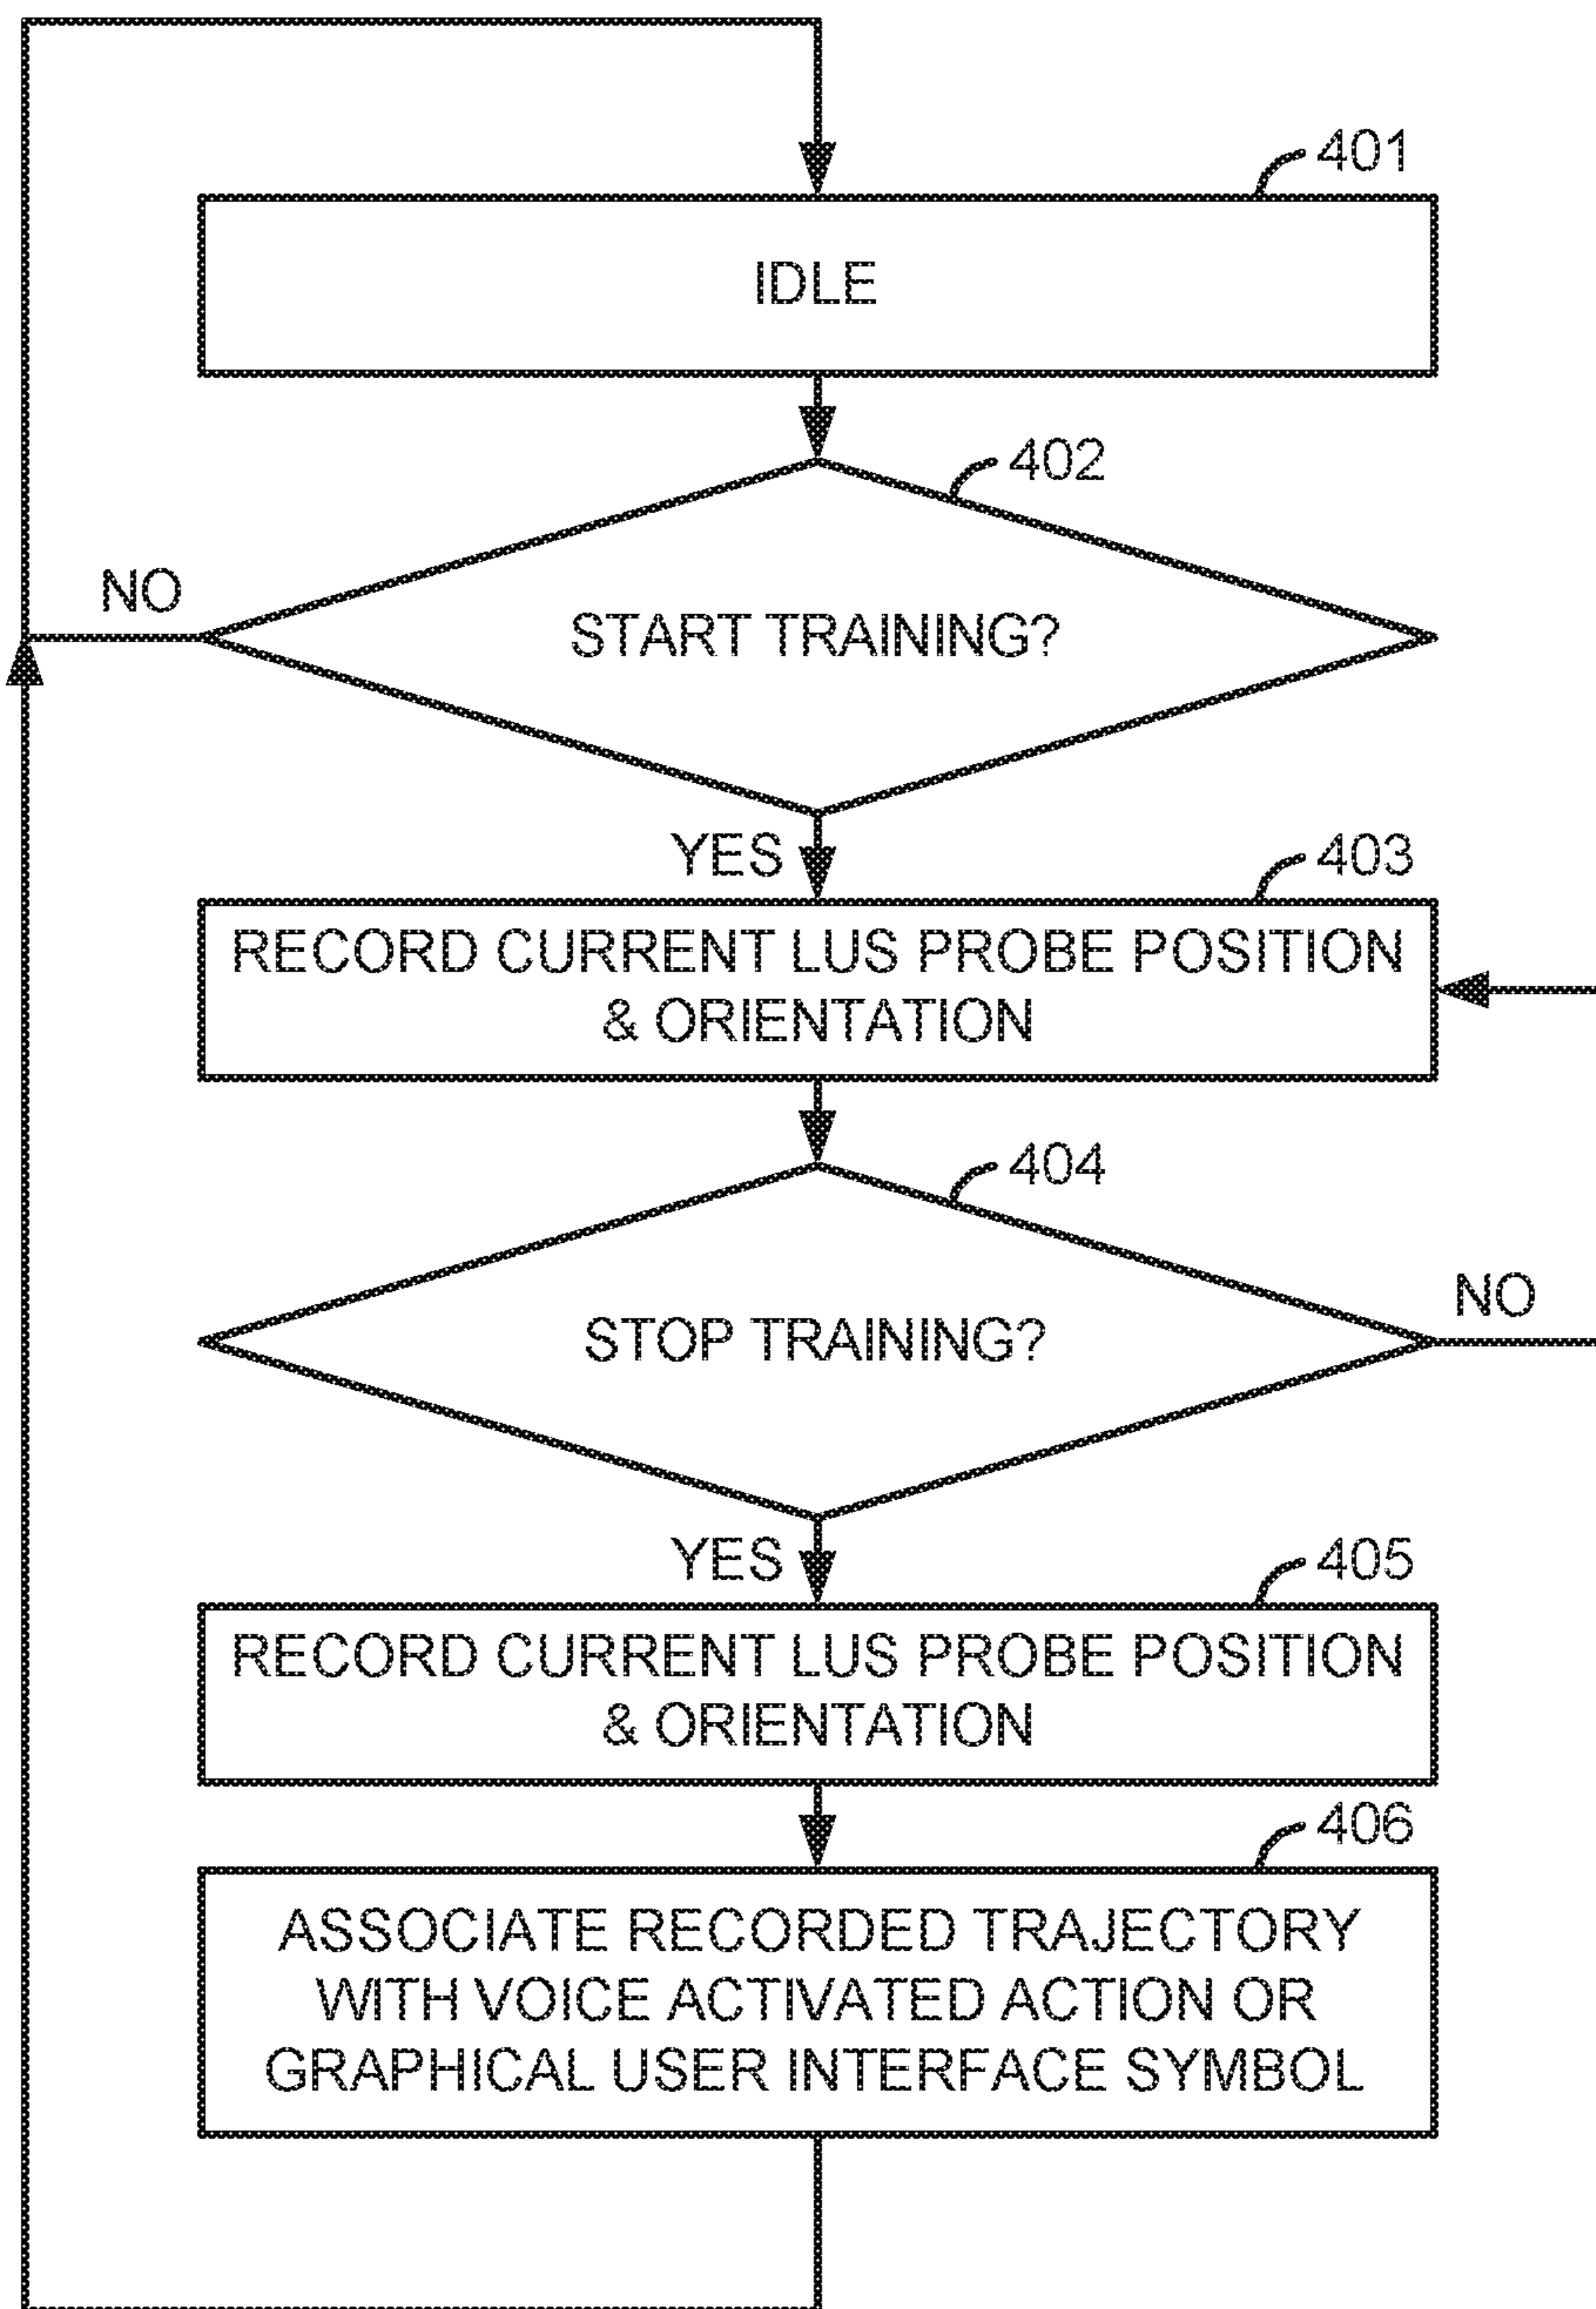 401
IDLE
402
NO
START TRAINING?
YES
403
RECORD CURRENT LUS PROBE POSITION
& ORIENTATION
404
NO
STOP TRAINING?
YES
405
RECORD CURRENT LUS PROBE POSITION
& ORIENTATION
406
ASSOCIATE RECORDED TRAJECTORY
WITH VOICE ACTIVATED ACTION OR
GRAPHICAL USER INTERFACE SYMBOL